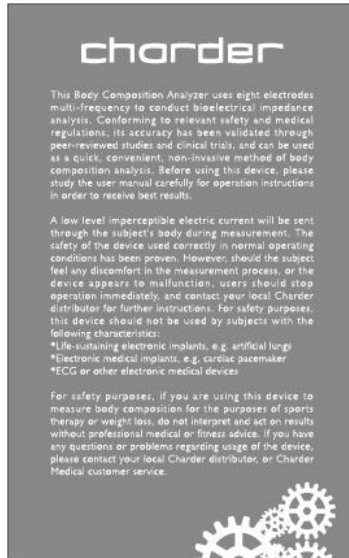 charder
This Body Composition Analyzer uses eight electrodes
multi-frequency to conduct bioelectrical impedance
analysis. Conforming to relevant safety and medical
regulations, its accuracy has been validated through
peer-reviewed studies and clinical trials, and can be used
as a quick, convenient, non-invasive method of body
composition analysis. Before using this device, please
study the user manual carefully for operation instructions
in order to receive best results.
A low level imperceptible electric current will be sent
through the subject's body during measurement. The
safety of the device used correctly in normal operating
conditions has been proven. However, should the subject
feel any discomfort in the measurement process, or the
device appears to malfunction, users should stop
operation immediately, and contact your local Charder
distributor for further instructions. For safety purposes,
this device should not be used by subjects with the
following characteristics:
*Life-sustaining electronic implants, e.g. artificial lungs
*Electronic medical implants, e.g. cardiac pacemaker
*ECG or other electronic medical devices
For safety purposes, if you are using this device to
measure body composition for the purposes of sports
therapy or weight loss, do not interpret and act on results
without professional medical or fitness advice. If you have
any questions or problems regarding usage of the device,
please contact your local Charder distributor, or Charder
Medical customer service.